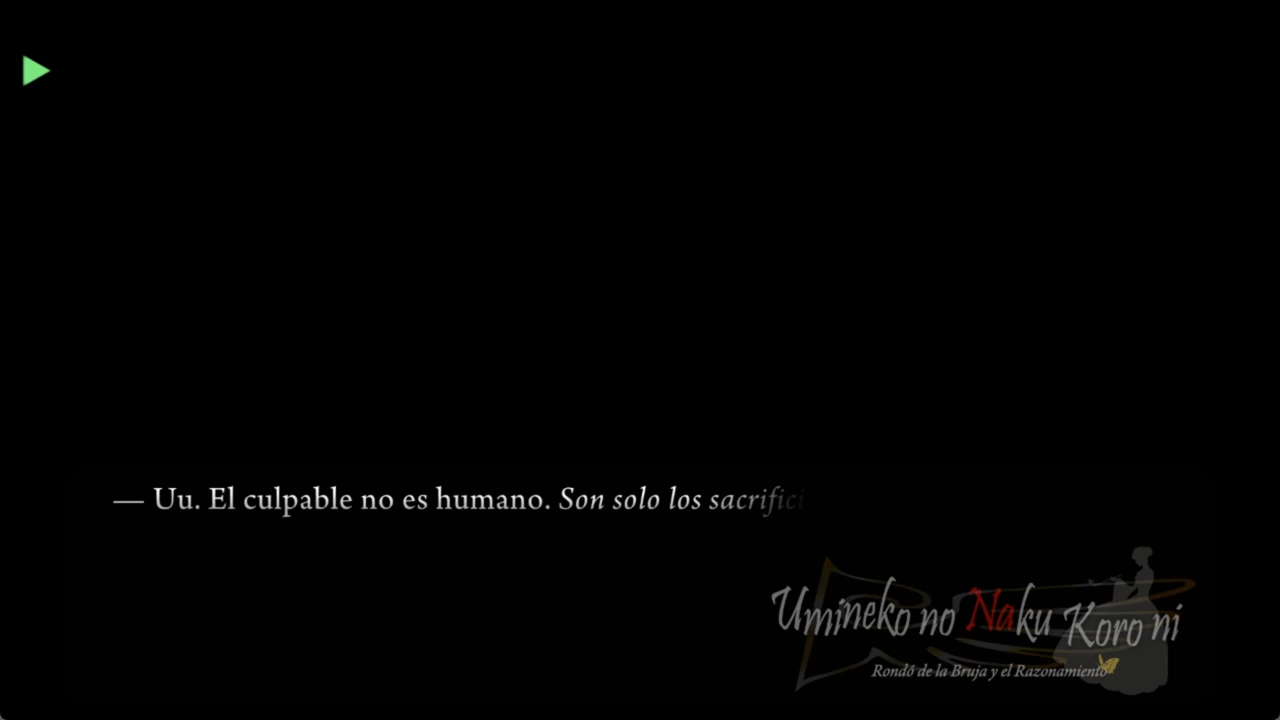 — Uu. El culpable no es humano. Son solo los sacrifici
Umineko no Naku Koro ni
Rondó de la Bruja y el Razonamiento